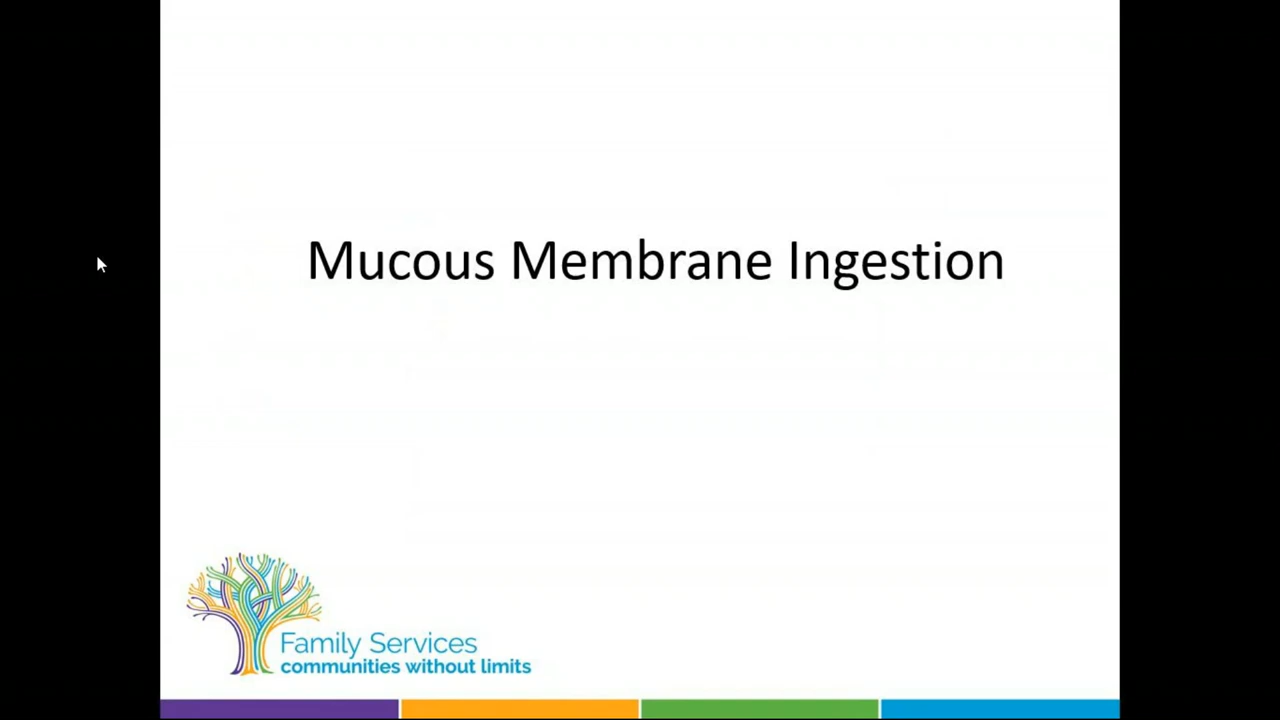 Mucous Membrane Ingestion
Family Services
communities without limits